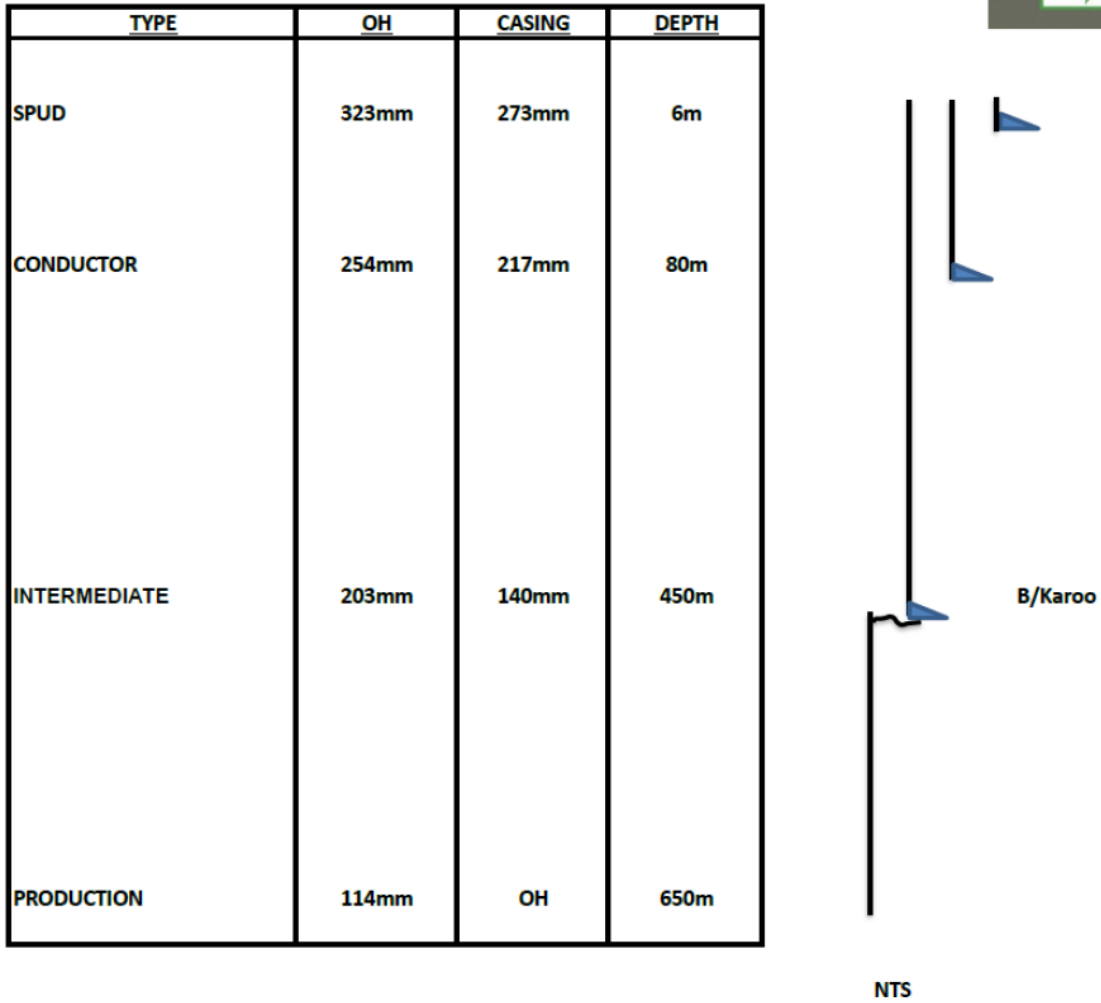 TYPE OH CASING DEPTH
SPUD 323mm 273mm 6m
CONDUCTOR 254mm 217mm 80m
INTERMEDIATE 203mm 140mm 450m B/Karoo
PRODUCTION 114mm OH 650m
NTS